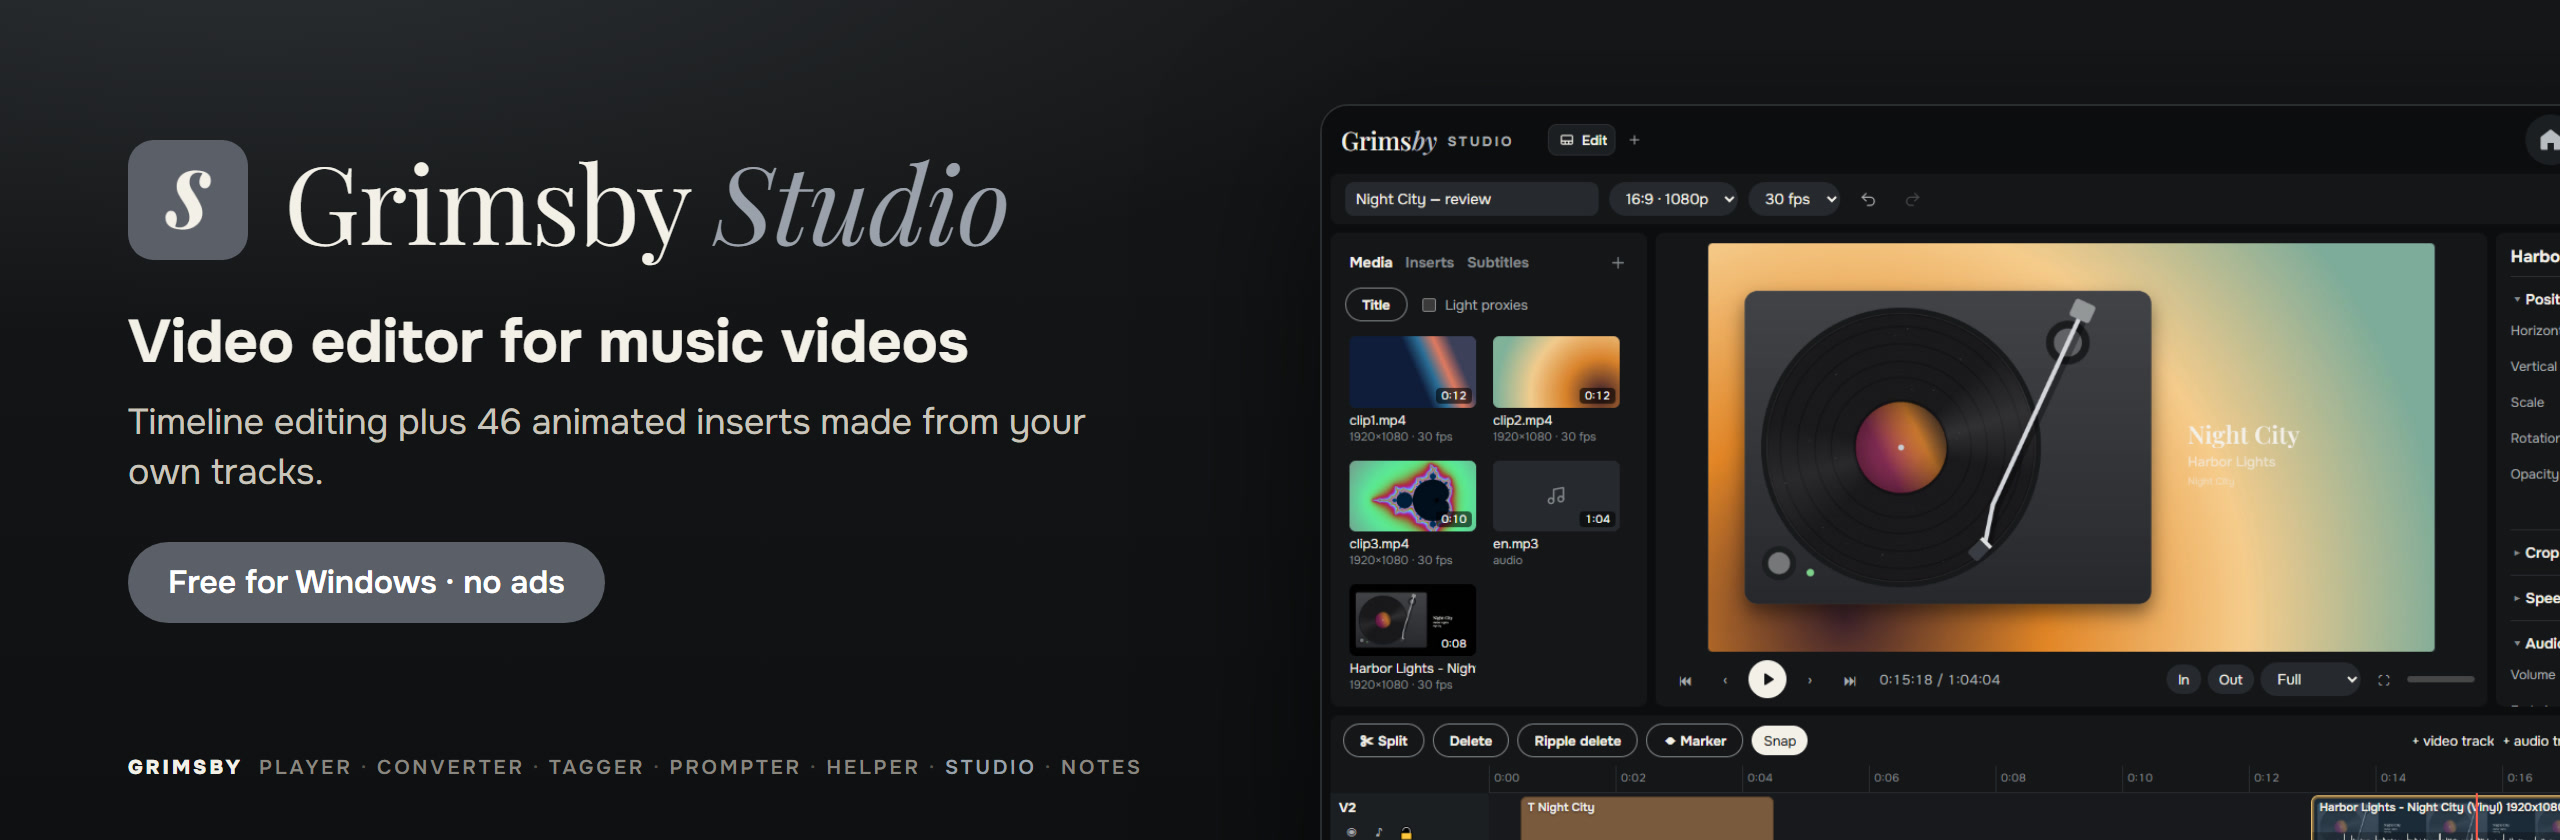 S Grimsby Studio
Video editor for music videos
Timeline editing plus 46 animated inserts made from your
own tracks.
Free for Windows · no ads
GRIMSBY PLAYER · CONVERTER · TAGGER · PROMPTER · HELPER · STUDIO · NOTES
Grimsby STUDIO Edit +
Night City – review 16:9 · 1080p 30 fps
Media Inserts Subtitles +
Title Light proxies
0:12 0:12
clip1.mp4 clip2.mp4
1920×1080 · 30 fps 1920×1080 · 30 fps
0:10 1:04
clip3.mp4 en.mp3
1920×1080 · 30 fps audio
0:08
Harbor Lights - Nigh
1920×1080 · 30 fps
Night City
Harbor Lights
Night City
0:15:18 / 1:04:04 In Out Full
Harbo
Posit
Horizon
Vertical
Scale
Rotation
Opacity
Crop
Spee
Audio
Volume
Split Delete Ripple delete Marker Snap + video track + audio tr
0:00 0:02 0:04 0:06 0:08 0:10 0:12 0:14 0:16
V2 T Night City Harbor Lights - Night City (Vinyl) 1920x108